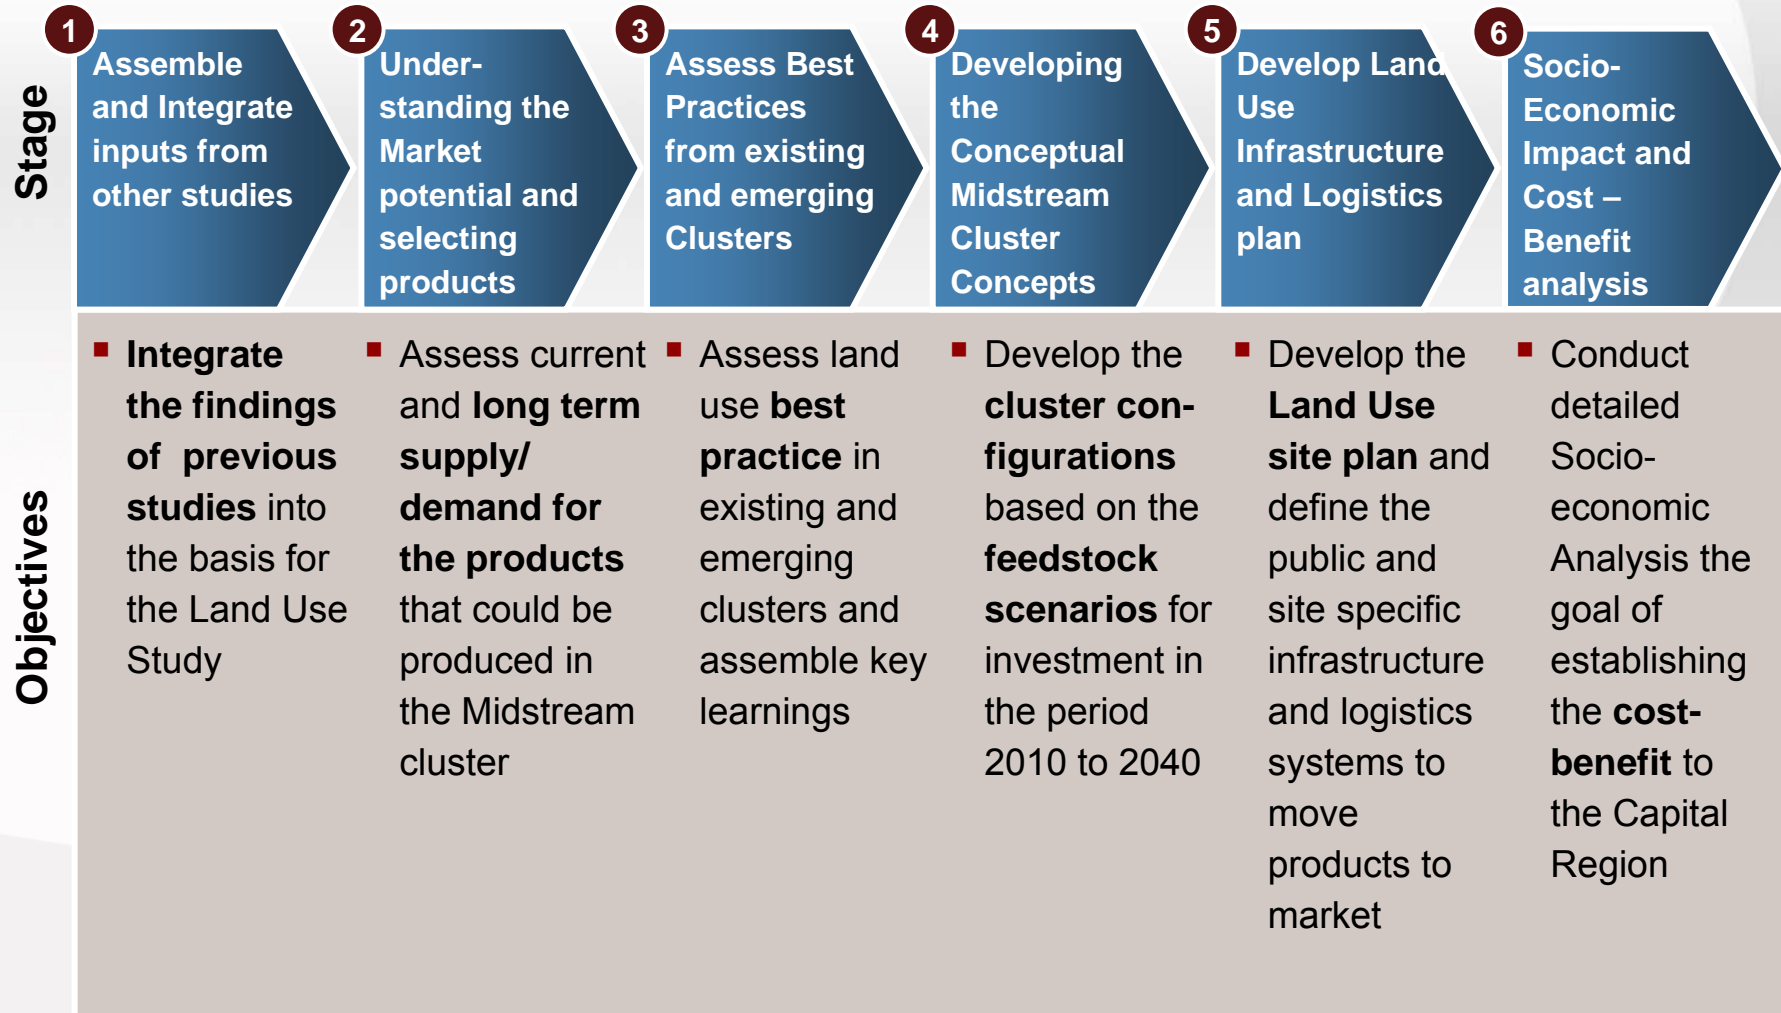 Stage
1
Assemble
and Integrate
inputs from
other studies
2
Under-
standing the
Market
potential and
selecting
products
3
Assess Best
Practices
from existing
and emerging
Clusters
4
Developing
the
Conceptual
Midstream
Cluster
Concepts
5
Develop Land
Use
Infrastructure
and Logistics
plan
6
Socio-
Economic
Impact and
Cost –
Benefit
analysis
Objectives
Integrate
the findings
of previous
studies into
the basis for
the Land Use
Study
Assess current
and long term
supply/
demand for
the products
that could be
produced in
the Midstream
cluster
Assess land
use best
practice in
existing and
emerging
clusters and
assemble key
learnings
Develop the
cluster con-
figurations
based on the
feedstock
scenarios for
investment in
the period
2010 to 2040
Develop the
Land Use
site plan and
define the
public and
site specific
infrastructure
and logistics
systems to
move
products to
market
Conduct
detailed
Socio-
economic
Analysis the
goal of
establishing
the cost-
benefit to
the Capital
Region